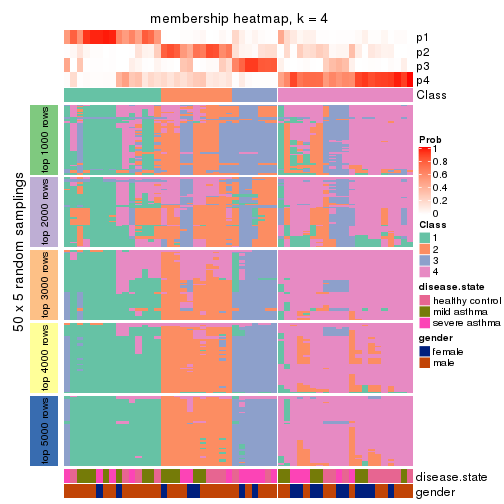 membership heatmap, k = 4
p1
p2
p3
p4
Class
50 x 5 random samplings
top 1000 rows
top 2000 rows
top 3000 rows
top 4000 rows
top 5000 rows
disease.state
gender
Prob
1
0.8
0.6
0.4
0.2
0
Class
1
2
3
4
disease.state
healthy control
mild asthma
severe asthma
gender
female
male